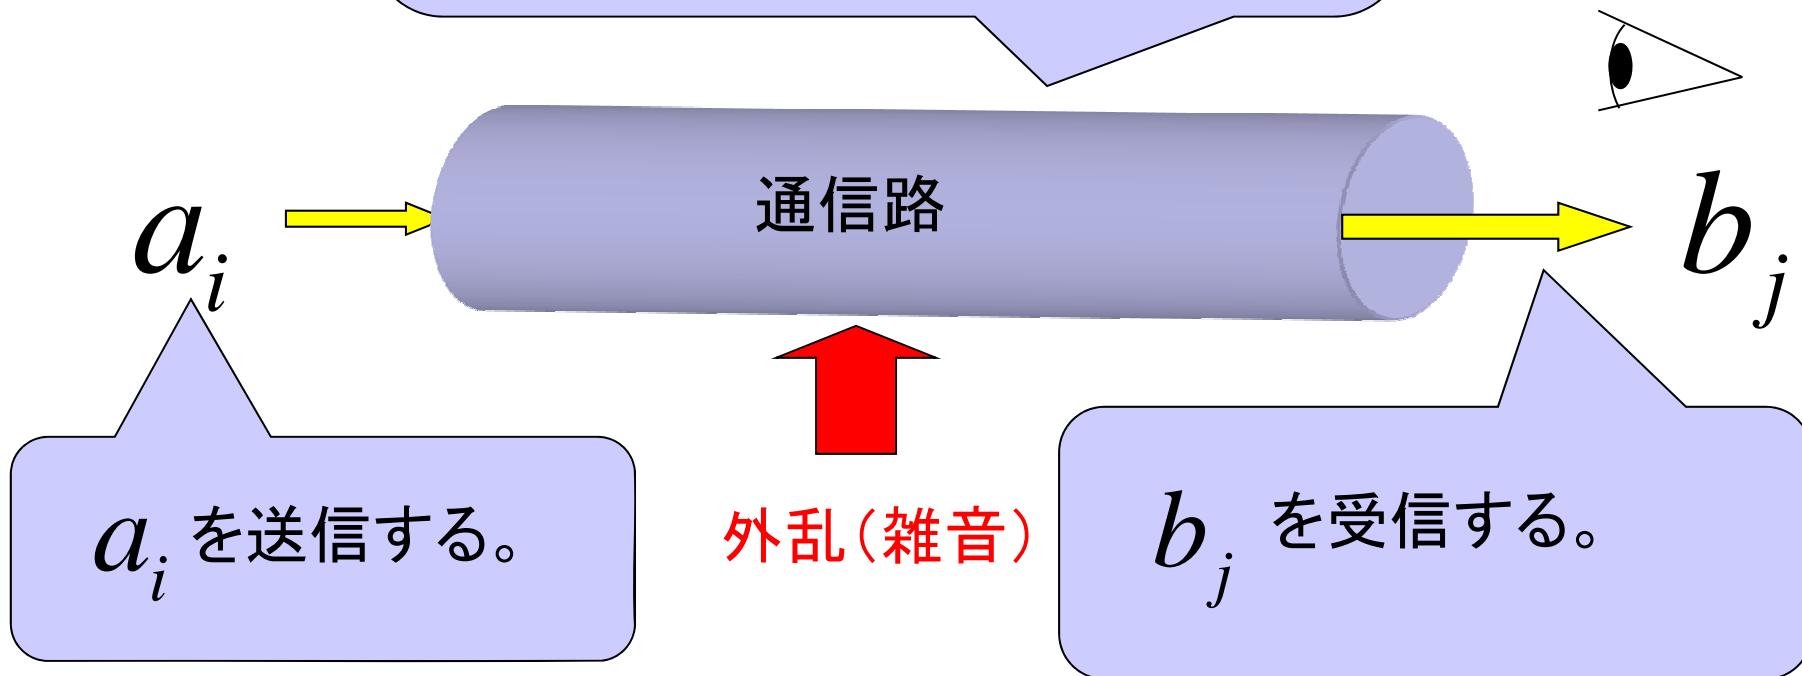 通信路
a_i
b_j
a_i を送信する。
外乱(雑音)
b_j を受信する。